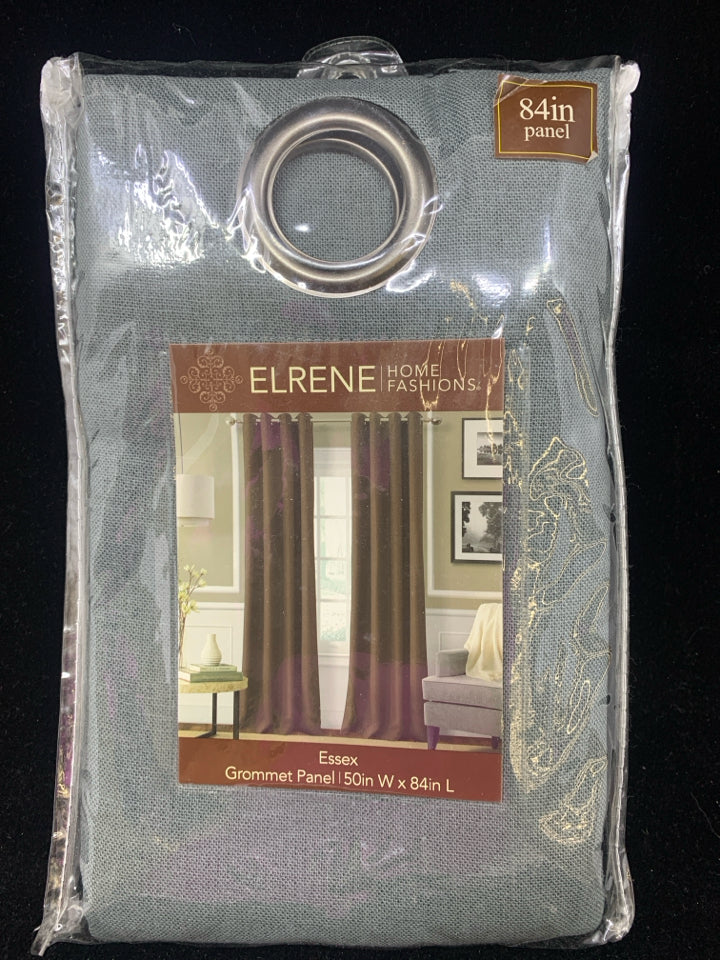 84in
panel
ELRENE | HOME
FASHIONS
Essex
Grommet Panel | 50in W x 84in L